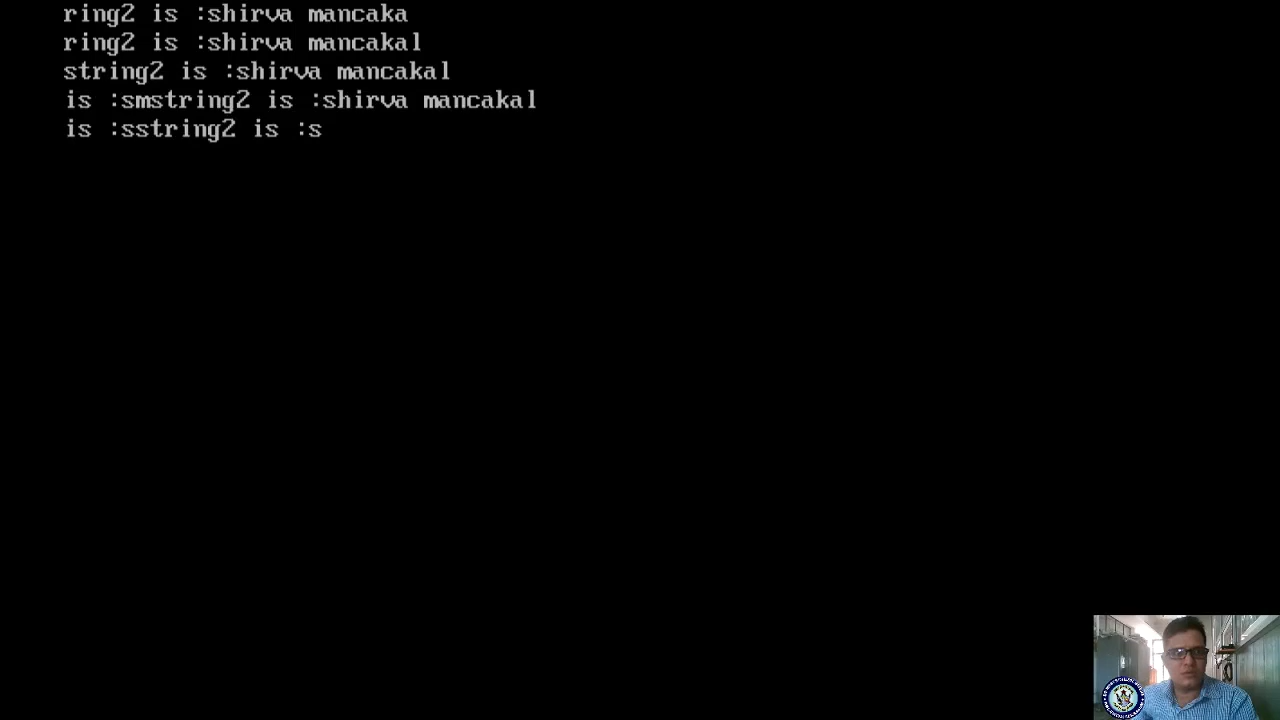 ring2 is :shirva mancaka
ring2 is :shirva mancakal
string2 is :shirva mancakal
is :smstring2 is :shirva mancakal
is :sstring2 is :s